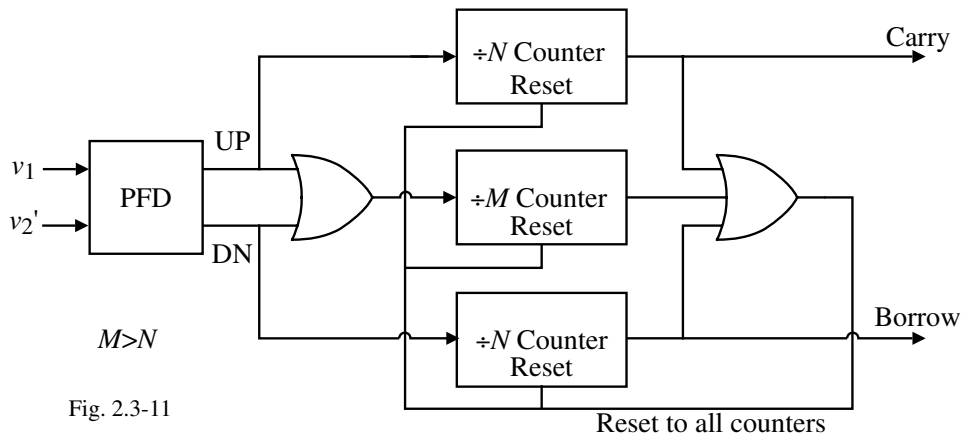 Carry
÷N Counter
Reset
UP
v1
PFD
÷M Counter
Reset
v2'
DN
Borrow
M>N
÷N Counter
Reset
Fig. 2.3-11
Reset to all counters